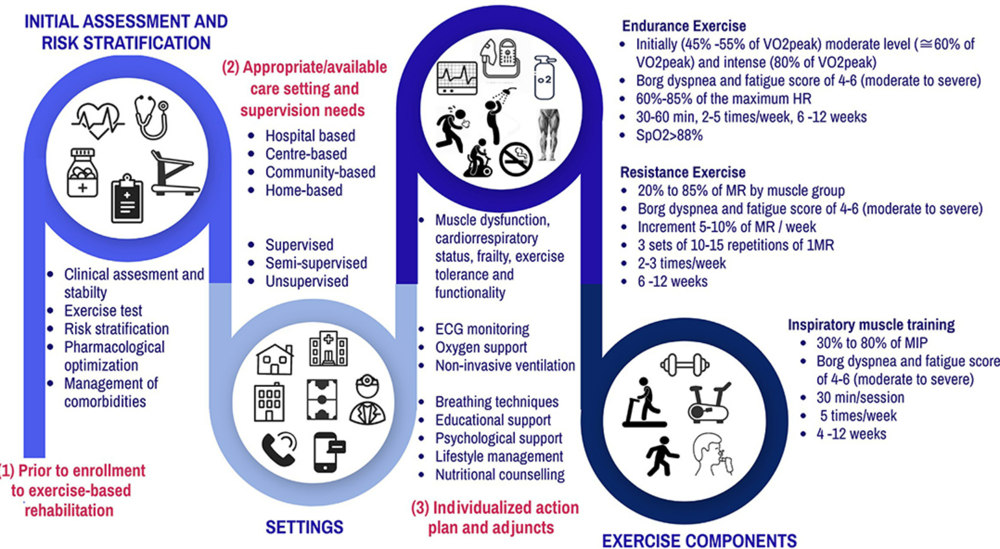 INITIAL ASSESSMENT AND
RISK STRATIFICATION
• Clinical assesment and
stabilty
• Exercise test
• Risk stratification
• Pharmacological
optimization
• Management of
comorbidities
(1) Prior to enrollment
to exercise-based
rehabilitation
(2) Appropriate/available
care setting and
supervision needs
• Hospital based
• Centre-based
• Community-based
• Home-based
• Supervised
• Semi-supervised
• Unsupervised
SETTINGS
o2
• Muscle dysfunction,
cardiorrespiratory
status, frailty, exercise
tolerance and
functionality
• ECG monitoring
• Oxygen support
• Non-invasive ventilation
• Breathing techniques
• Educational support
• Psychological support
• Lifestyle management
• Nutritional counselling
(3) Individualized action
plan and adjuncts
Endurance Exercise
• Initially (45% -55% of VO2peak) moderate level (≅60% of
VO2peak) and intense (80% of VO2peak)
• Borg dyspnea and fatigue score of 4-6 (moderate to severe)
• 60%-85% of the maximum HR
• 30-60 min, 2-5 times/week, 6 -12 weeks
• SpO2>88%
Resistance Exercise
• 20% to 85% of MR by muscle group
• Borg dyspnea and fatigue score of 4-6 (moderate to severe)
• Increment 5-10% of MR / week
• 3 sets of 10-15 repetitions of 1MR
• 2-3 times/week
• 6 -12 weeks
Inspiratory muscle training
• 30% to 80% of MIP
• Borg dyspnea and fatigue score
of 4-6 (moderate to severe)
• 30 min/session
• 5 times/week
• 4 -12 weeks
EXERCISE COMPONENTS